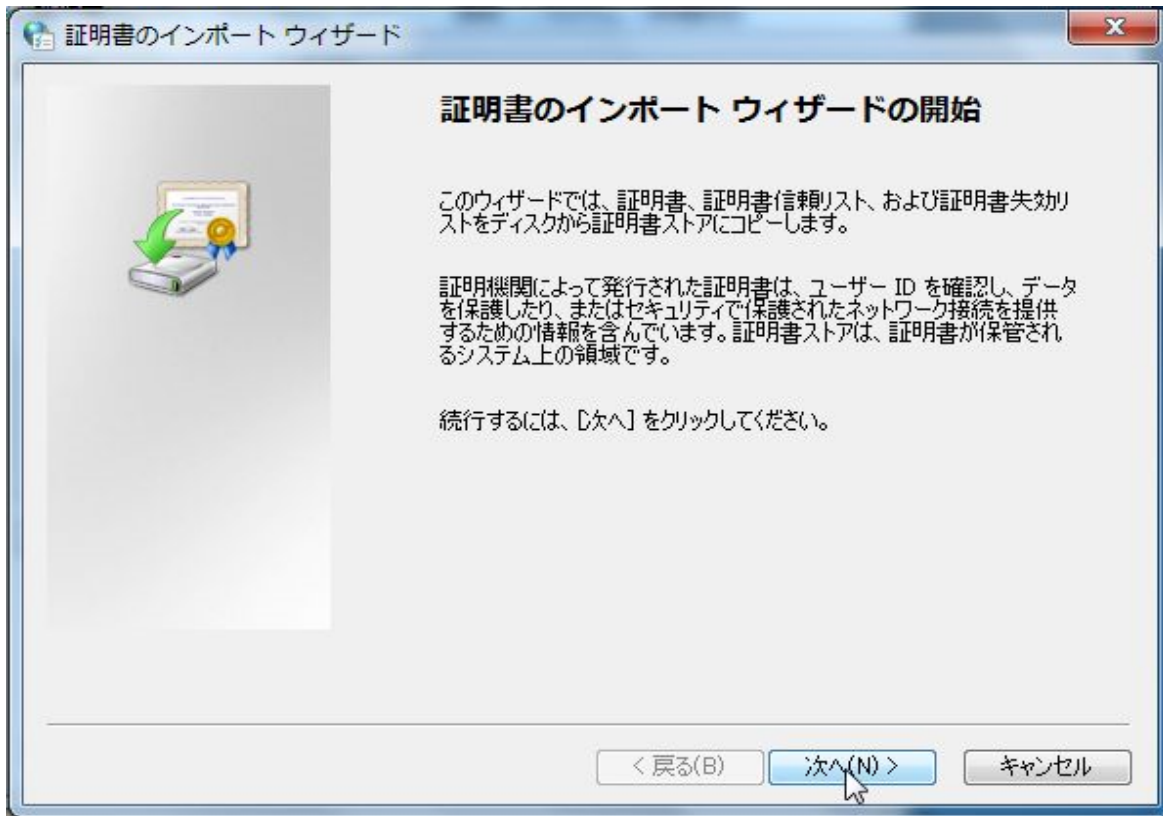 証明書のインポート ウィザード
証明書のインポート ウィザードの開始
このウィザードでは、証明書、証明書信頼リスト、および証明書失効リ
ストをディスクから証明書ストアにコピーします。
証明機関によって発行された証明書は、ユーザー ID を確認し、データ
を保護したり、またはセキュリティで保護されたネットワーク接続を提供
するための情報を含んでいます。証明書ストアは、証明書が保管され
るシステム上の領域です。
続行するには、[次へ] をクリックしてください。
< 戻る(B)
次へ(N) >
キャンセル